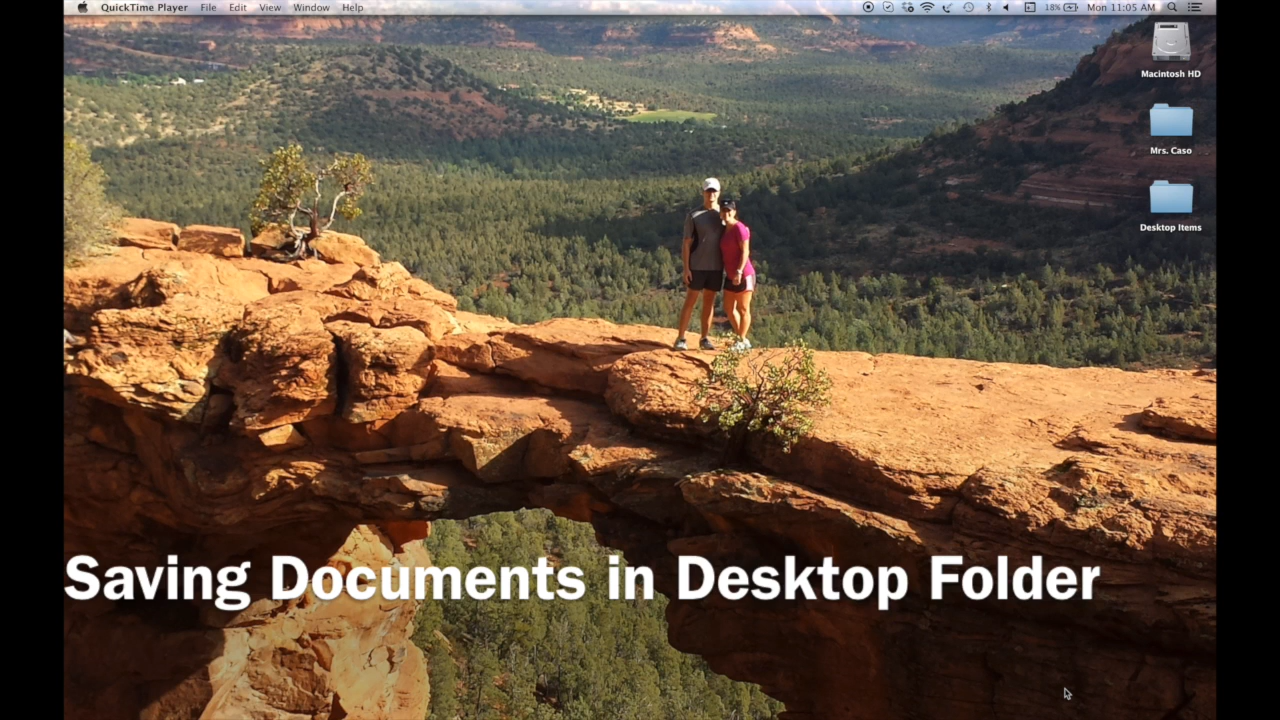 QuickTime Player File Edit View Window Help 18% Mon 11:05 AM
Macintosh HD
Mrs. Caso
Desktop Items
Saving Documents in Desktop Folder